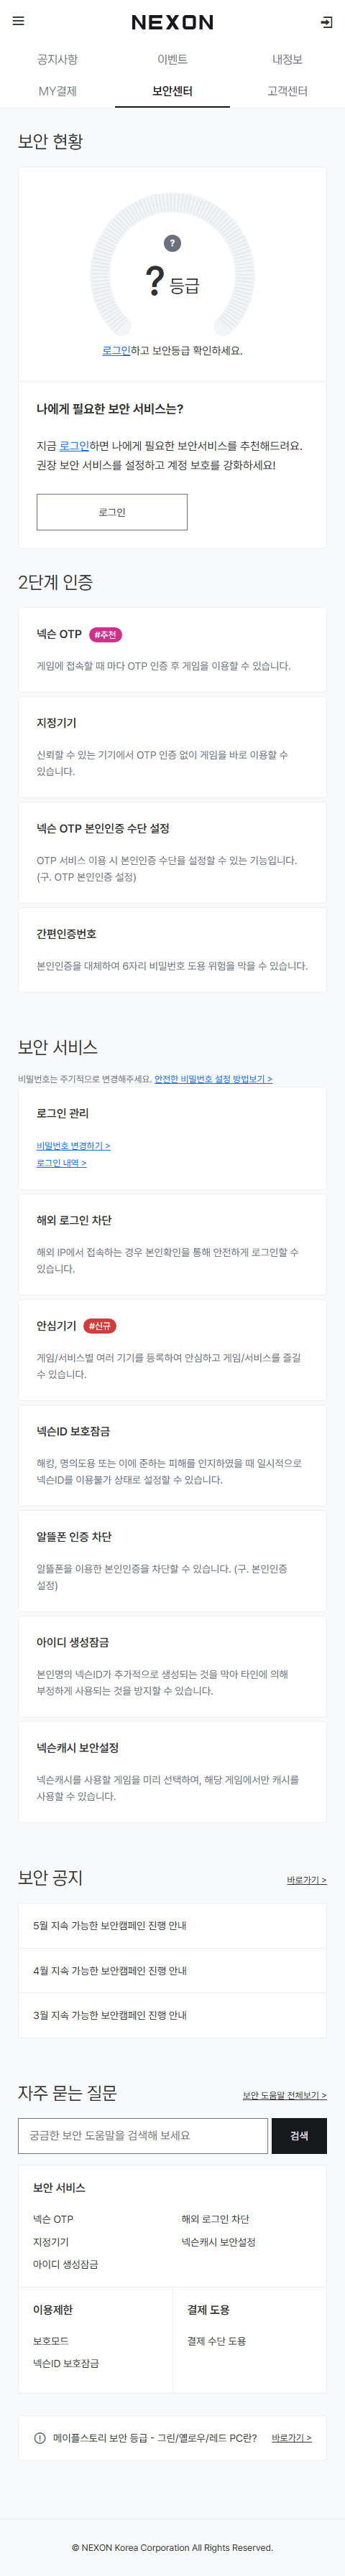 NEXON
공지사항 이벤트 내정보
MY결제 보안센터 고객센터
보안 현황
?
? 등급
로그인하고 보안등급 확인하세요.
나에게 필요한 보안 서비스는?
지금 로그인하면 나에게 필요한 보안서비스를 추천해드려요.
권장 보안 서비스를 설정하고 계정 보호를 강화하세요!
로그인
2단계 인증
넥슨 OTP #추천
게임에 접속할 때 마다 OTP 인증 후 게임을 이용할 수 있습니다.
지정기기
신뢰할 수 있는 기기에서 OTP 인증 없이 게임을 바로 이용할 수
있습니다.
넥슨 OTP 본인인증 수단 설정
OTP 서비스 이용 시 본인인증 수단을 설정할 수 있는 기능입니다.
(구. OTP 본인인증 설정)
간편인증번호
본인인증을 대체하여 6자리 비밀번호 도용 위험을 막을 수 있습니다.
보안 서비스
비밀번호는 주기적으로 변경해주세요. 안전한 비밀번호 설정 방법보기 >
로그인 관리
비밀번호 변경하기 >
로그인 내역 >
해외 로그인 차단
해외 IP에서 접속하는 경우 본인확인을 통해 안전하게 로그인할 수
있습니다.
안심기기 #신규
게임/서비스별 여러 기기를 등록하여 안심하고 게임/서비스를 즐길
수 있습니다.
넥슨ID 보호잠금
해킹, 명의도용 또는 이에 준하는 피해를 인지하였을 때 일시적으로
넥슨ID를 이용불가 상태로 설정할 수 있습니다.
알뜰폰 인증 차단
알뜰폰을 이용한 본인인증을 차단할 수 있습니다. (구. 본인인증
설정)
아이디 생성잠금
본인명의 넥슨ID가 추가적으로 생성되는 것을 막아 타인에 의해
부정하게 사용되는 것을 방지할 수 있습니다.
넥슨캐시 보안설정
넥슨캐시를 사용할 게임을 미리 선택하여, 해당 게임에서만 캐시를
사용할 수 있습니다.
보안 공지 바로가기 >
5월 지속 가능한 보안캠페인 진행 안내
4월 지속 가능한 보안캠페인 진행 안내
3월 지속 가능한 보안캠페인 진행 안내
자주 묻는 질문 보안 도움말 전체보기 >
궁금한 보안 도움말을 검색해 보세요 검색
보안 서비스
넥슨 OTP 해외 로그인 차단
지정기기 넥슨캐시 보안설정
아이디 생성잠금
이용제한 결제 도용
보호모드 결제 수단 도용
넥슨ID 보호잠금
메이플스토리 보안 등급 - 그린/옐로우/레드 PC란? 바로가기 >
© NEXON Korea Corporation All Rights Reserved.